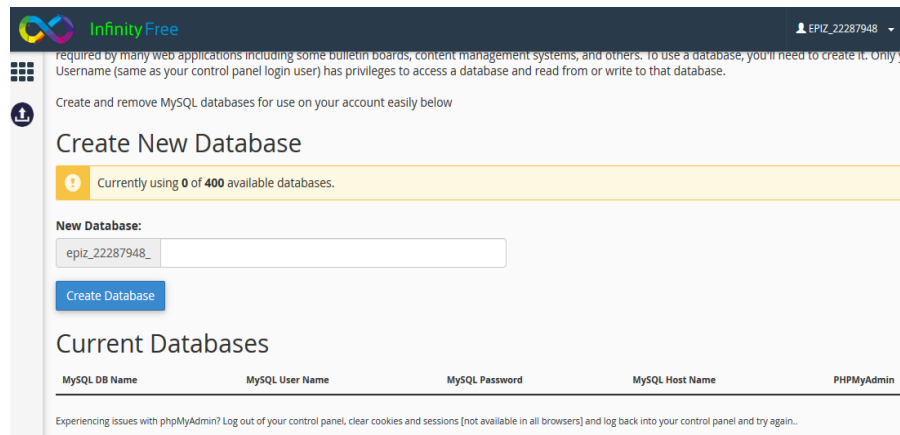 InfinityFree
EPIZ_22287948
required by many web applications including some bulletin boards, content management systems, and others. To use a database, you'll need to create it. Only
Username (same as your control panel login user) has privileges to access a database and read from or write to that database.
Create and remove MySQL databases for use on your account easily below
Create New Database
Currently using 0 of 400 available databases.
New Database:
epiz_22287948_
Create Database
Current Databases
MySQL DB Name MySQL User Name MySQL Password MySQL Host Name PHPMyAdmin
Experiencing issues with phpMyAdmin? Log out of your control panel, clear cookies and sessions [not available in all browsers] and log back into your control panel and try again..